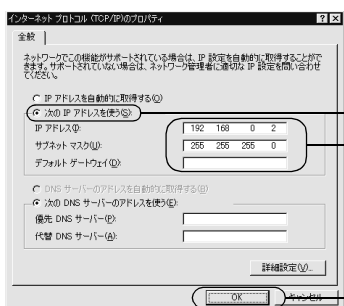 インターネット プロトコル (TCP/IP)のプロパティ
全般
ネットワークでこの機能がサポートされている場合は、IP 設定を自動的に取得することがで
きます。サポートされていない場合は、ネットワーク管理者に適切な IP 設定を問い合わせ
てください。
IP アドレスを自動的に取得する(O)
次の IP アドレスを使う(S):
IP アドレス(I): 192 168 0 2
サブネット マスク(U): 255 255 255 0
デフォルト ゲートウェイ(D):
DNS サーバーのアドレスを自動的に取得する(B)
次の DNS サーバーのアドレスを使う(E):
優先 DNS サーバー(P):
代替 DNS サーバー(A):
詳細設定(V)...
OK キャンセル